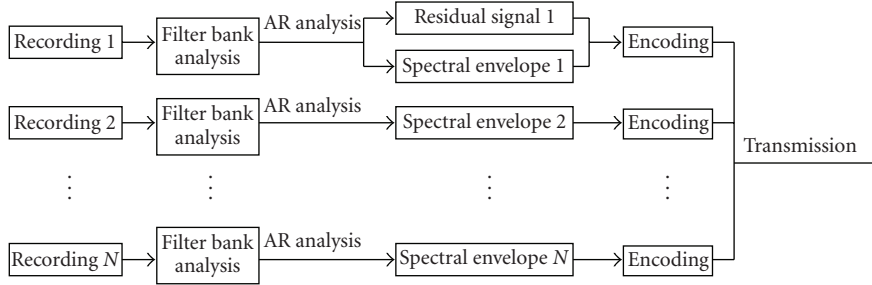 Recording 1
Filter bank
analysis
AR analysis
Residual signal 1
Spectral envelope 1
Encoding
Recording 2
Filter bank
analysis
AR analysis
Spectral envelope 2
Encoding
Transmission
Recording N
Filter bank
analysis
AR analysis
Spectral envelope N
Encoding